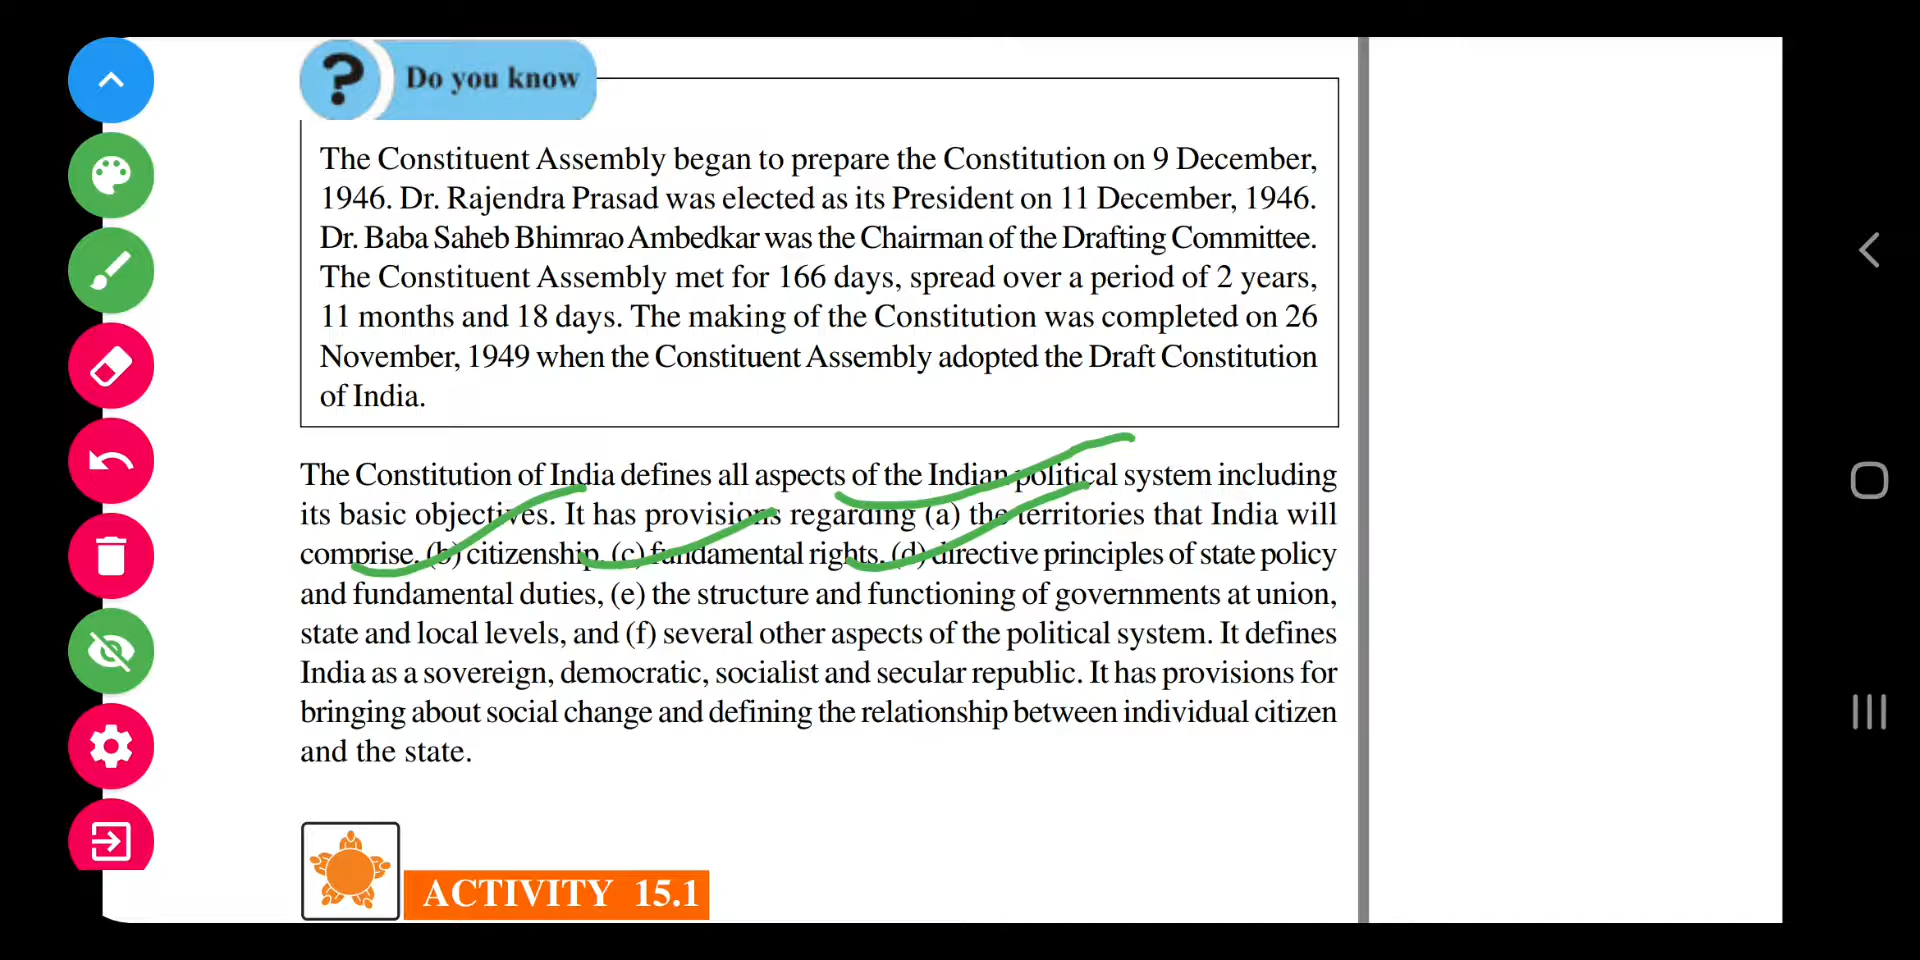 Do you know
The Constituent Assembly began to prepare the Constitution on 9 December,
1946. Dr. Rajendra Prasad was elected as its President on 11 December, 1946.
Dr. Baba Saheb Bhimrao Ambedkar was the Chairman of the Drafting Committee.
The Constituent Assembly met for 166 days, spread over a period of 2 years,
11 months and 18 days. The making of the Constitution was completed on 26
November, 1949 when the Constituent Assembly adopted the Draft Constitution
of India.
The Constitution of India defines all aspects of the Indian political system including
its basic objectives. It has provisions regarding (a) the territories that India will
comprise, (b) citizenship, (c) fundamental rights, (d) directive principles of state policy
and fundamental duties, (e) the structure and functioning of governments at union,
state and local levels, and (f) several other aspects of the political system. It defines
India as a sovereign, democratic, socialist and secular republic. It has provisions for
bringing about social change and defining the relationship between individual citizen
and the state.
ACTIVITY 15.1